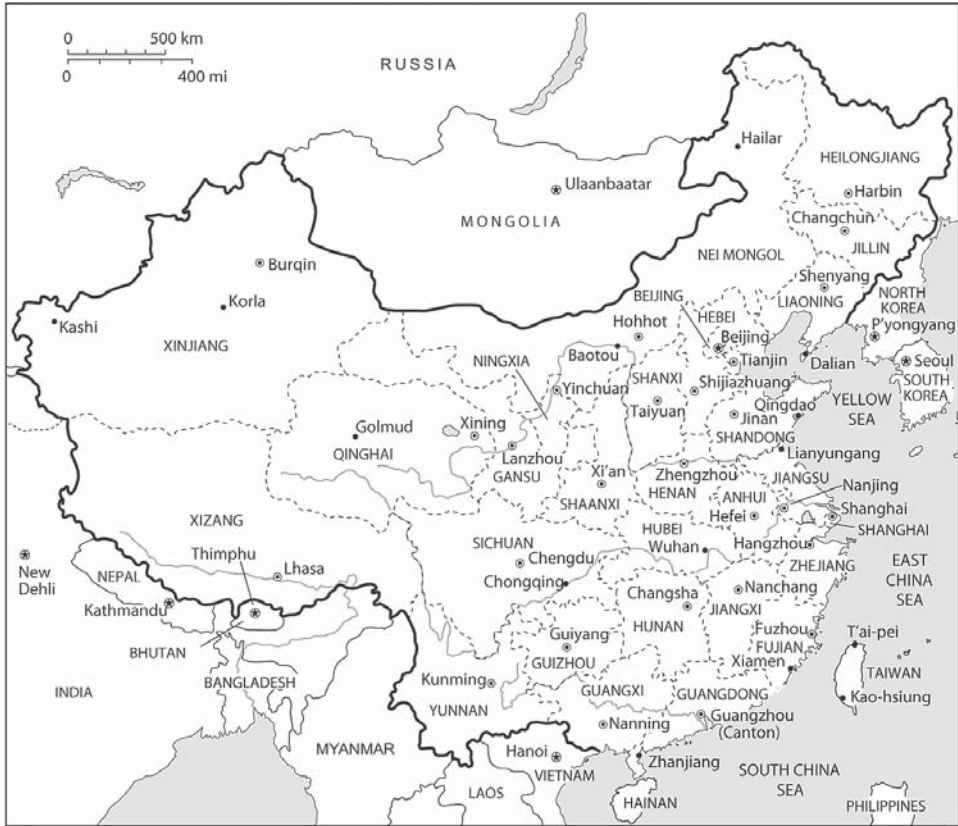 0 500 km
0 400 mi
RUSSIA
Hailar
HEILONGJIANG
Ulaanbaatar
Harbin
MONGOLIA
Changchun
JILLIN
NEI MONGOL
Burqin
Shenyang
BEIJING
LIAONING
NORTH
KOREA
Korla
HEBEI
Kashi
Hohhot
P'yongyang
XINJIANG
Beijing
Baotou
Tianjin
Dalian
Seoul
NINGXIA
SHANXI
SOUTH
KOREA
Yinchuan
Shijiazhuang
YELLOW
SEA
Taiyuan
Qingdao
Jinan
Golmud
Xining
SHANDONG
QINGHAI
Lanzhou
Lianyungang
GANSU
Xi'an
Zhengzhou
JIANGSU
HENAN
Nanjing
SHAANXI
ANHUI
Shanghai
Hefei
XIZANG
HUBEI
SHANGHAI
SICHUAN
Wuhan
Hangzhou
Thimphu
Chengdu
ZHEJIANG
EAST
CHINA
SEA
New
Dehli
NEPAL
Lhasa
Chongqing
Nanchang
Kathmandu
Changsha
JIANGXI
HUNAN
Fuzhou
T'ai-pei
BHUTAN
Guiyang
FUJIAN
GUIZHOU
Xiamen
TAIWAN
BANGLADESH
Kunming
GUANGXI
GUANGDONG
Kao-hsiung
INDIA
YUNNAN
Nanning
Guangzhou
(Canton)
MYANMAR
Hanoi
Zhanjiang
VIETNAM
SOUTH CHINA
SEA
LAOS
HAINAN
PHILIPPINES